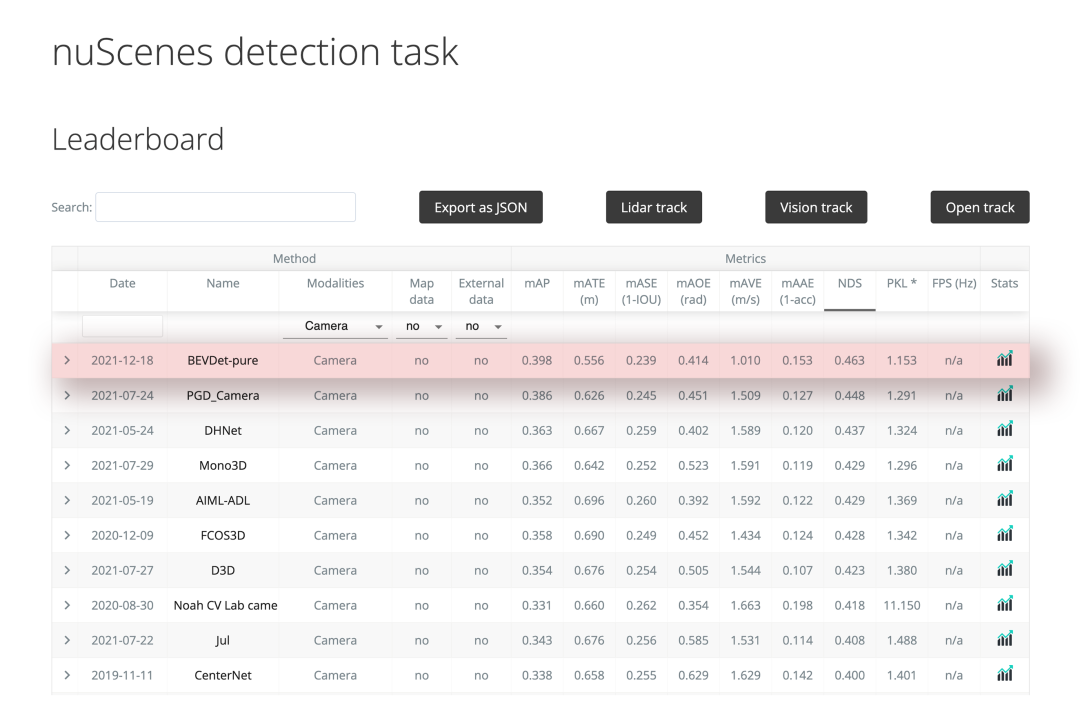 nuScenes detection task
Leaderboard
Search: Export as JSON Lidar track Vision track Open track
Method Metrics
Date Name Modalities Map data External data mAP mATE (m) mASE (1-IOU) mAOE (rad) mAVE (m/s) mAAE (1-acc) NDS PKL * FPS (Hz) Stats
Camera no no
2021-12-18 BEVDet-pure Camera no no 0.398 0.556 0.239 0.414 1.010 0.153 0.463 1.153 n/a
2021-07-24 PGD_Camera Camera no no 0.386 0.626 0.245 0.451 1.509 0.127 0.448 1.291 n/a
2021-05-24 DHNet Camera no no 0.363 0.667 0.259 0.402 1.589 0.120 0.437 1.324 n/a
2021-07-29 Mono3D Camera no no 0.366 0.642 0.252 0.523 1.591 0.119 0.429 1.296 n/a
2021-05-19 AIML-ADL Camera no no 0.352 0.696 0.260 0.392 1.592 0.122 0.429 1.369 n/a
2020-12-09 FCOS3D Camera no no 0.358 0.690 0.249 0.452 1.434 0.124 0.428 1.342 n/a
2021-07-27 D3D Camera no no 0.354 0.676 0.254 0.505 1.544 0.107 0.423 1.380 n/a
2020-08-30 Noah CV Lab came Camera no no 0.331 0.660 0.262 0.354 1.663 0.198 0.418 11.150 n/a
2021-07-22 Jul Camera no no 0.343 0.676 0.256 0.585 1.531 0.114 0.408 1.488 n/a
2019-11-11 CenterNet Camera no no 0.338 0.658 0.255 0.629 1.629 0.142 0.400 1.401 n/a